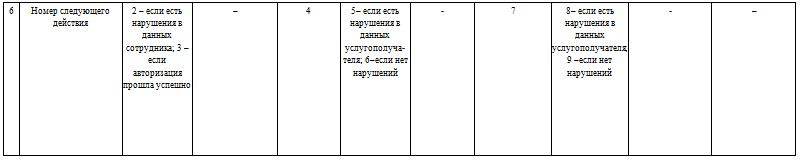 6
Номер следующего
действия
2 – если есть
нарушения в
данных
сотрудника; 3 –
если
авторизация
прошла успешно
–
4
5– если есть
нарушения в
данных
услугополуча-
теля; 6–если нет
нарушений
-
7
8– если есть
нарушения в
данных
услугополучателя;
9 –если нет
нарушений
-
–